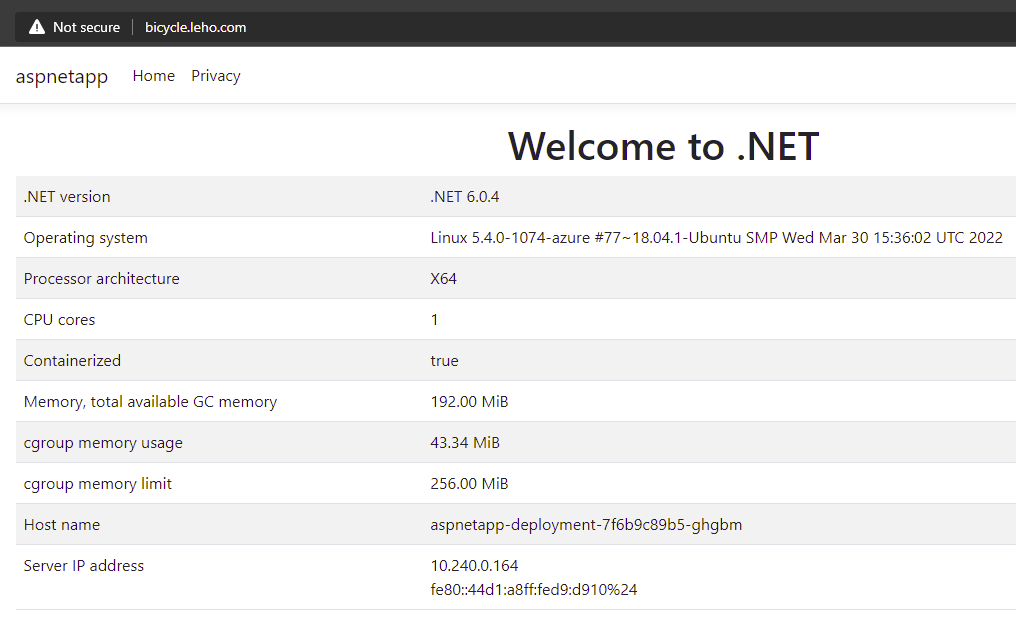 Not secure bicycle.leho.com
aspnetapp Home Privacy
Welcome to .NET
.NET version .NET 6.0.4
Operating system Linux 5.4.0-1074-azure #77~18.04.1-Ubuntu SMP Wed Mar 30 15:36:02 UTC 2022
Processor architecture X64
CPU cores 1
Containerized true
Memory, total available GC memory 192.00 MiB
cgroup memory usage 43.34 MiB
cgroup memory limit 256.00 MiB
Host name aspnetapp-deployment-7f6b9c89b5-ghgbm
Server IP address 10.240.0.164
fe80::44d1:a8ff:fed9:d910%24